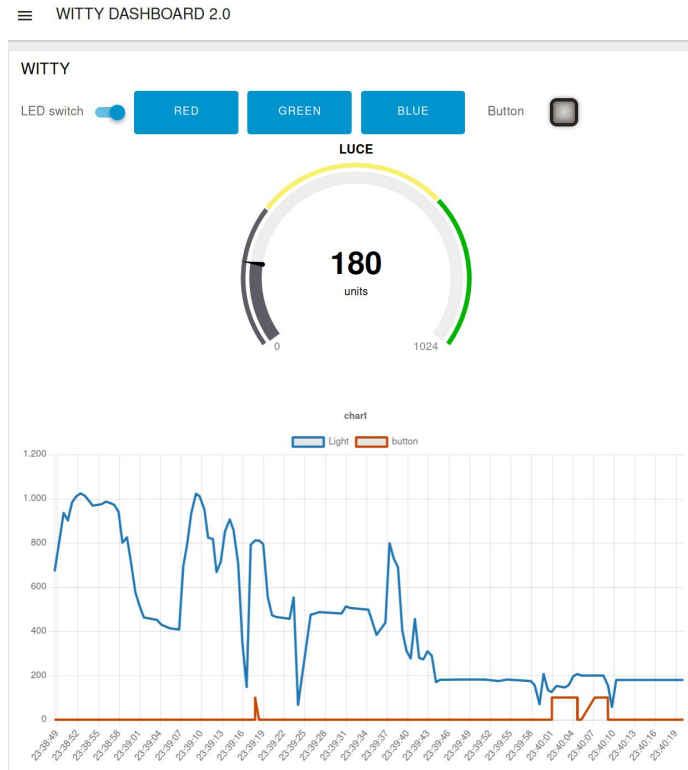 WITTY DASHBOARD 2.0
WITTY
LED switch RED GREEN BLUE Button
LUCE
180
units
0 1024
chart
Light button
1.200
1.000
800
600
400
200
0
23:38:49 23:38:52 23:38:55 23:38:58 23:39:01 23:39:04 23:39:07 23:39:10 23:39:13 23:39:16 23:39:19 23:39:22 23:39:25 23:39:28 23:39:31 23:39:34 23:39:37 23:39:40 23:39:43 23:39:46 23:39:49 23:39:52 23:39:55 23:39:58 23:40:01 23:40:04 23:40:07 23:40:10 23:40:13 23:40:16 23:40:19